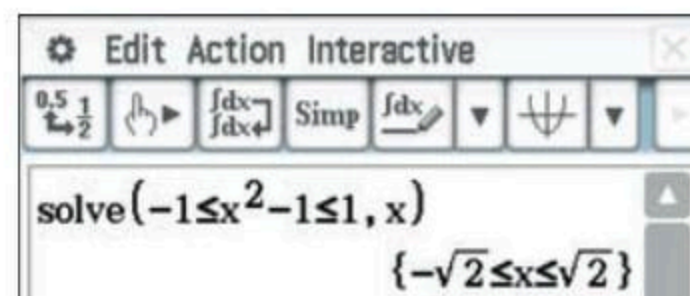 Edit Action Interactive
0.5 1/2 ∫dx ∫dx Simp ∫dx
solve(-1≤x²-1≤1, x)
{-√2≤x≤√2}